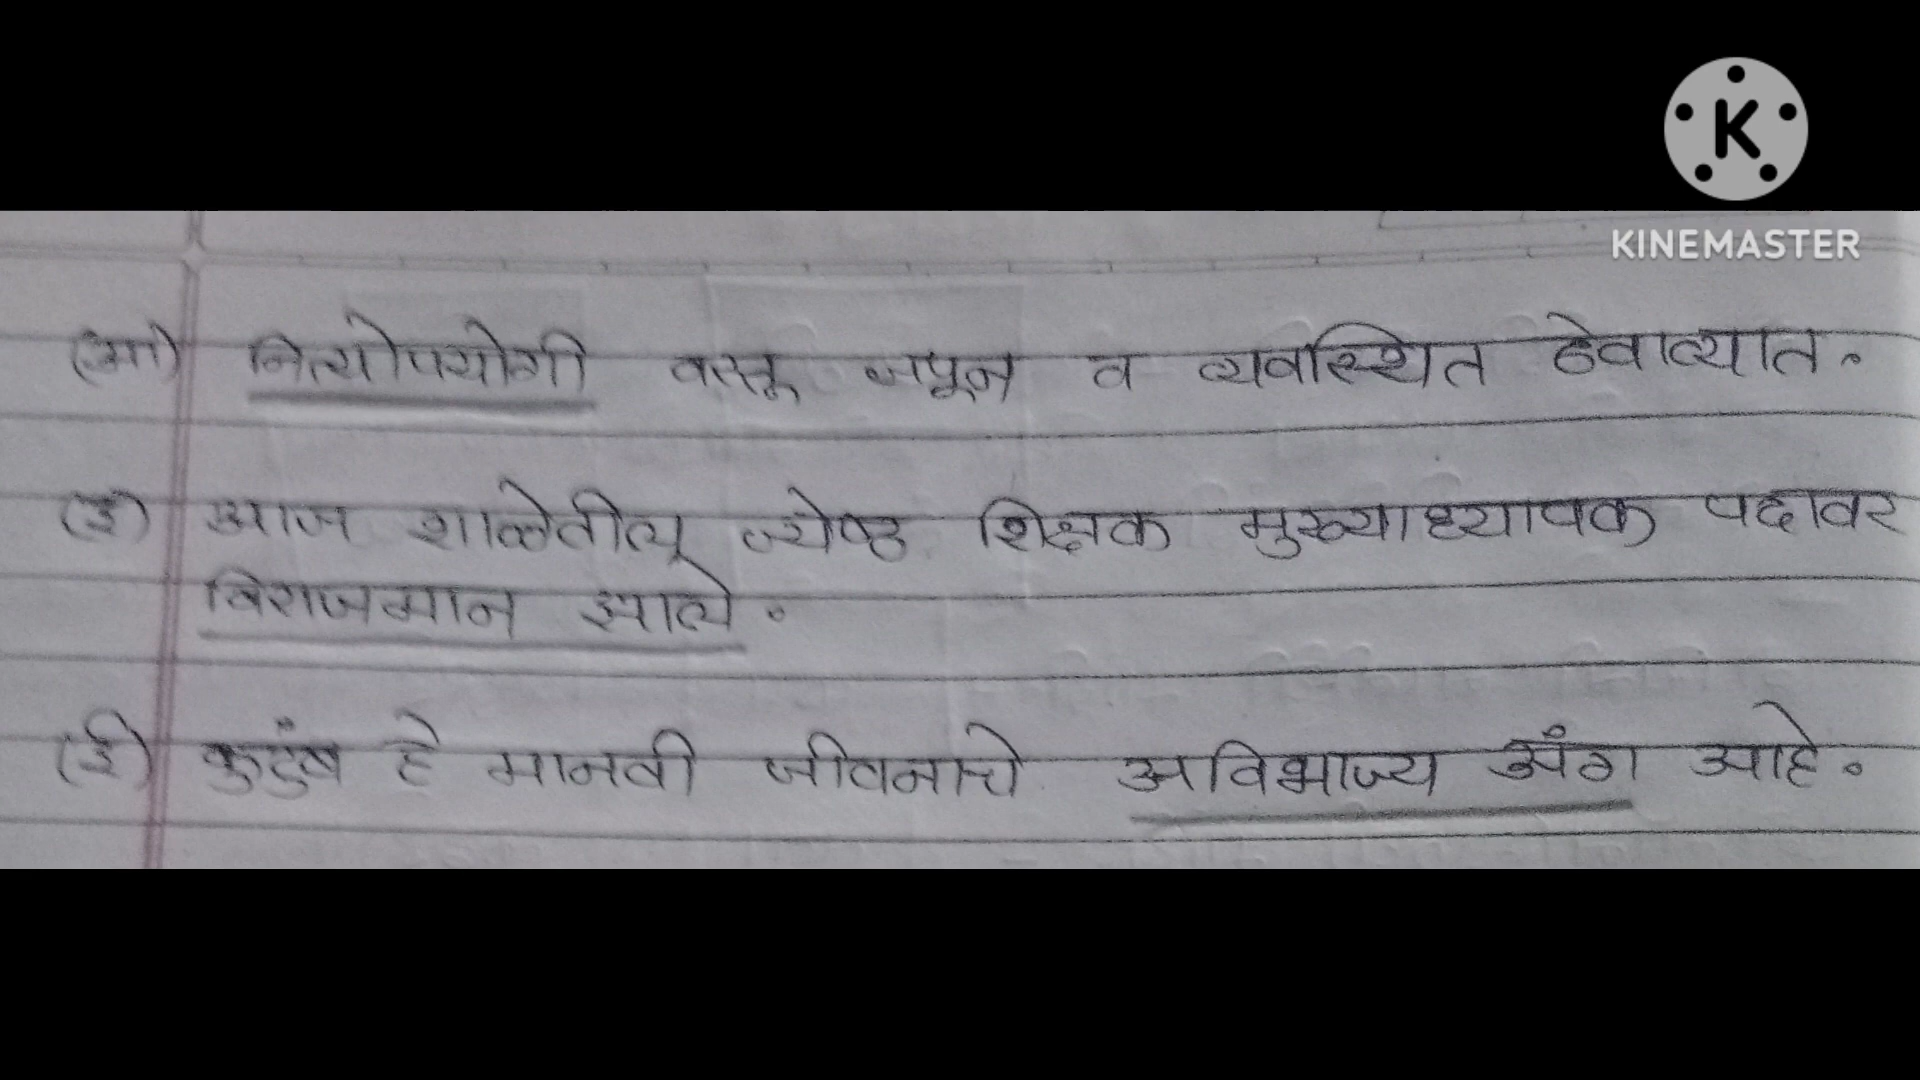 KINEMASTER
(आ) नित्योपयोगी वस्तू जपून व व्यवस्थित ठेवाव्यात.
(इ) आज शाळेतील ज्येष्ठ शिक्षक मुख्याध्यापक पदावर
विराजमान झाले.
(ई) कुटुंब हे मानवी जीवनाचे अविभाज्य अंग आहे.